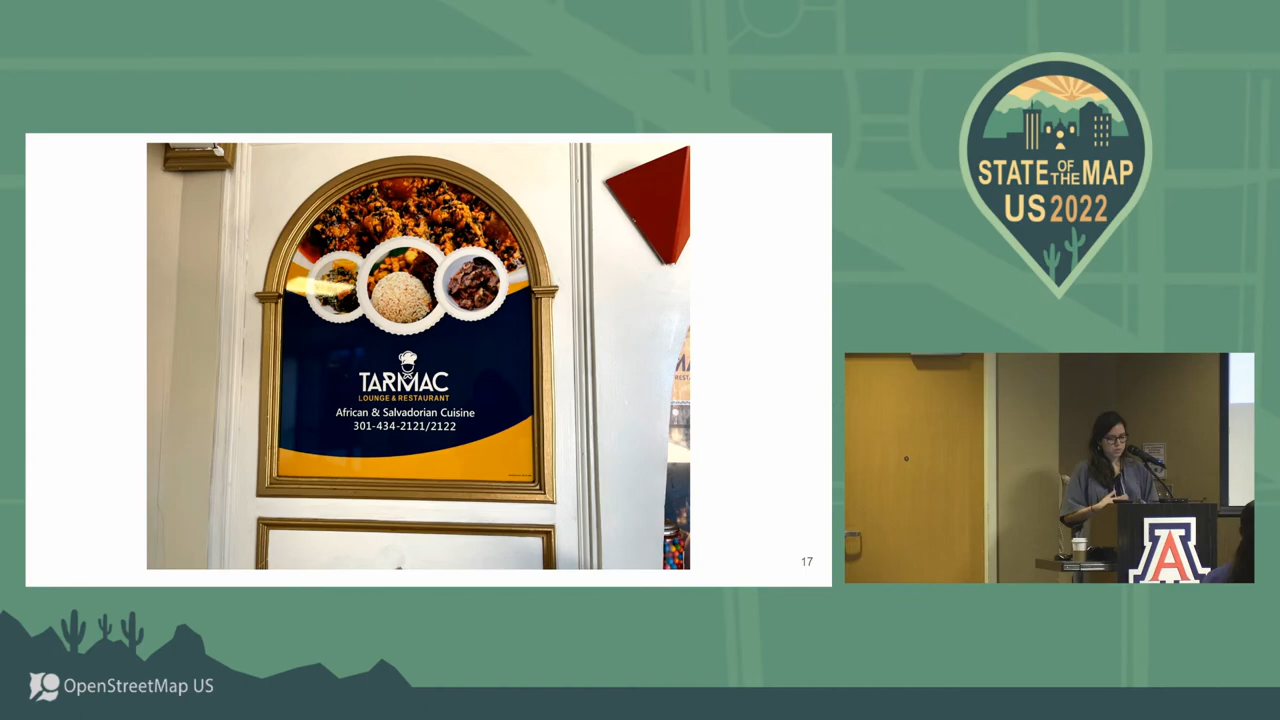 TARMAC
LOUNGE & RESTAURANT
African & Salvadorian Cuisine
301-434-2121/2122
17
STATE OF THE MAP
US 2022
A
OpenStreetMap US